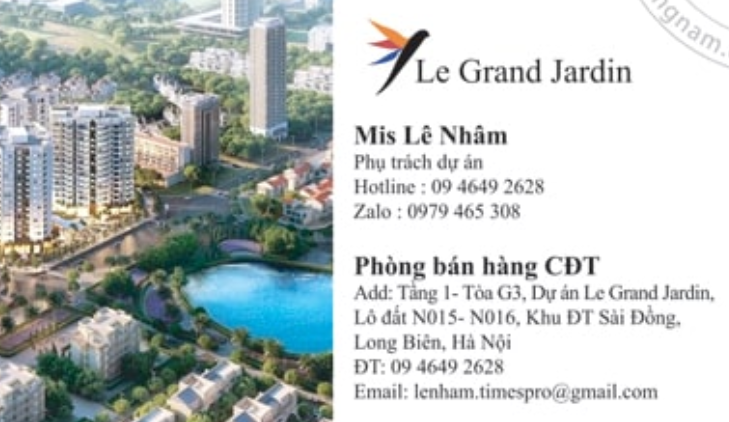 ngnam.
Le Grand Jardin
Mis Lê Nhâm
Phụ trách dự án
Hotline : 09 4649 2628
Zalo : 0979 465 308
Phòng bán hàng CĐT
Add: Tầng 1- Tòa G3, Dự án Le Grand Jardin,
Lô đất N015- N016, Khu ĐT Sài Đồng,
Long Biên, Hà Nội
ĐT: 09 4649 2628
Email: lenham.timespro@gmail.com